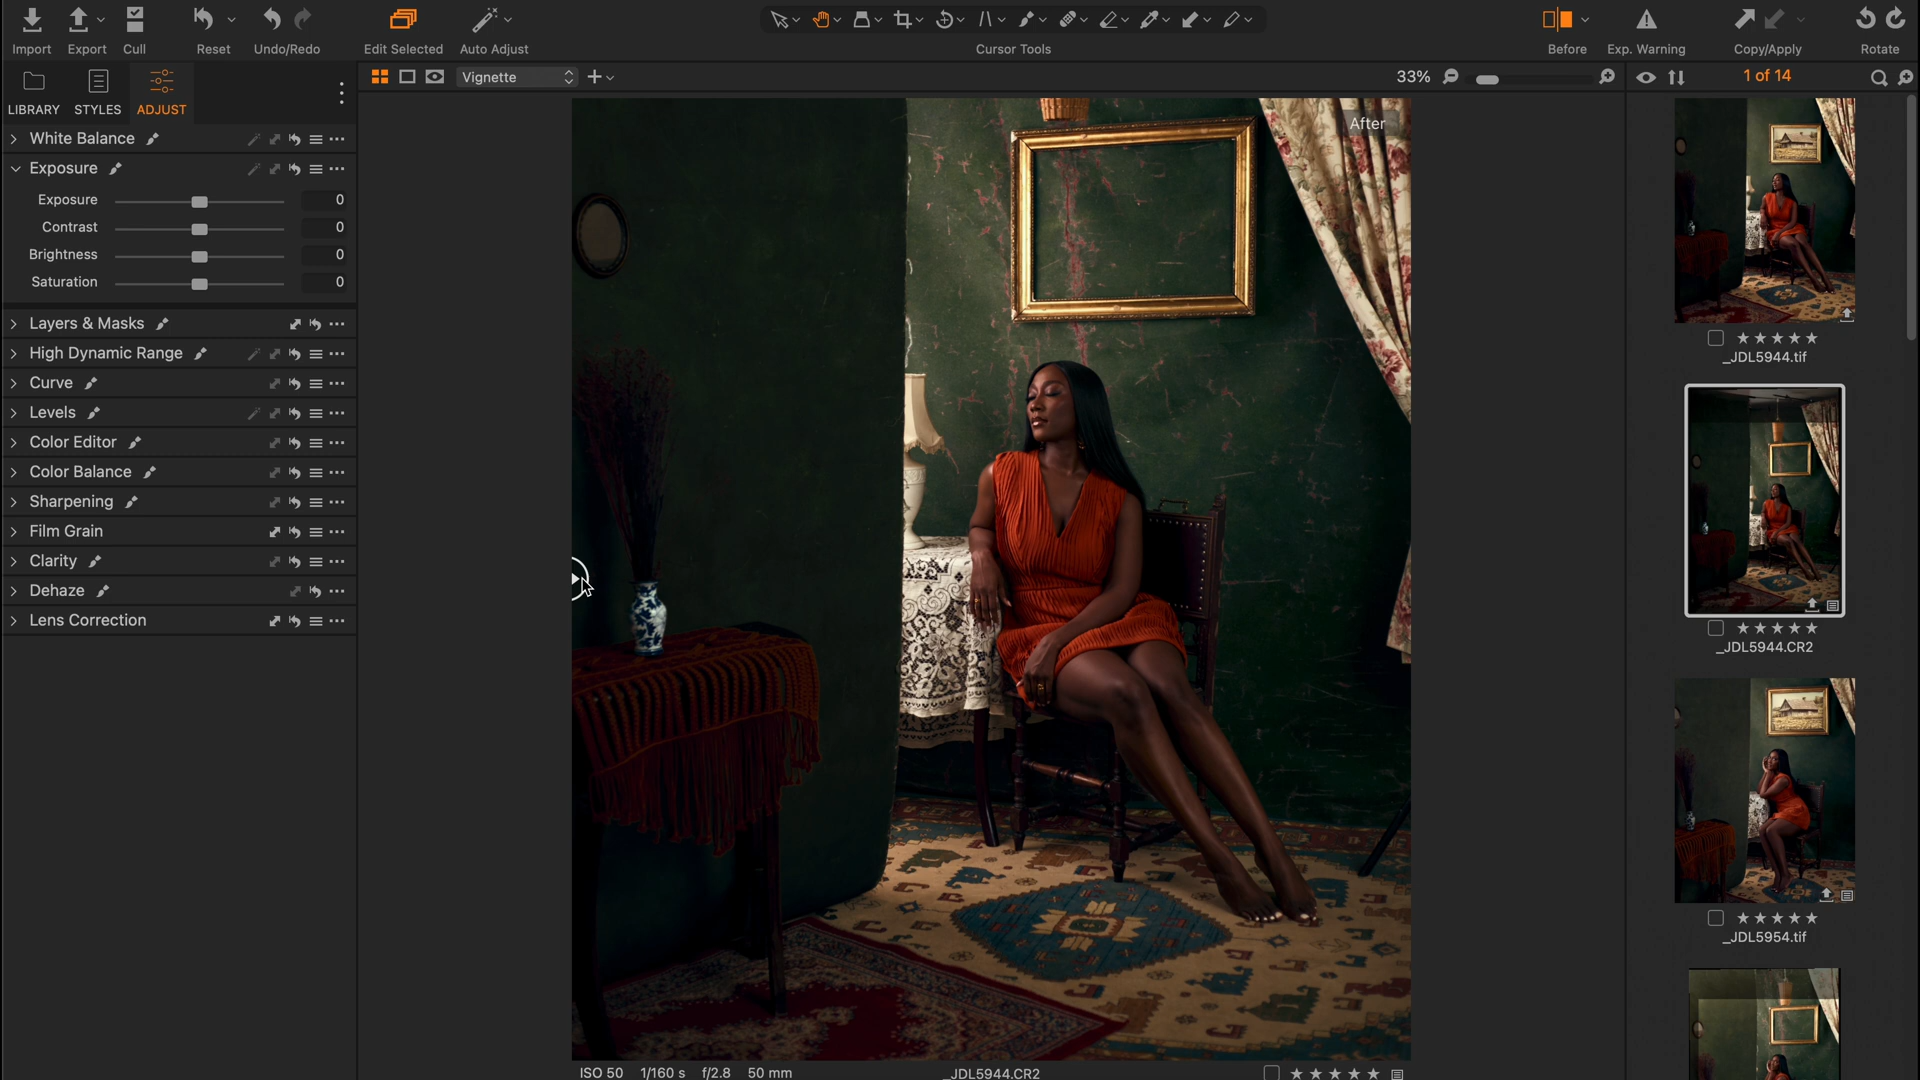 Import
Export
Cull
Reset
Undo/Redo
Edit Selected
Auto Adjust
Cursor Tools
Before
Exp. Warning
Copy/Apply
Rotate
LIBRARY
STYLES
ADJUST
Vignette
33%
1 of 14
White Balance
Exposure
Exposure 0
Contrast 0
Brightness 0
Saturation 0
Layers & Masks
High Dynamic Range
Curve
Levels
Color Editor
Color Balance
Sharpening
Film Grain
Clarity
Dehaze
Lens Correction
After
_JDL5944.tif
_JDL5944.CR2
_JDL5954.tif
ISO 50 1/160 s f/2.8 50 mm
_JDL5944.CR2